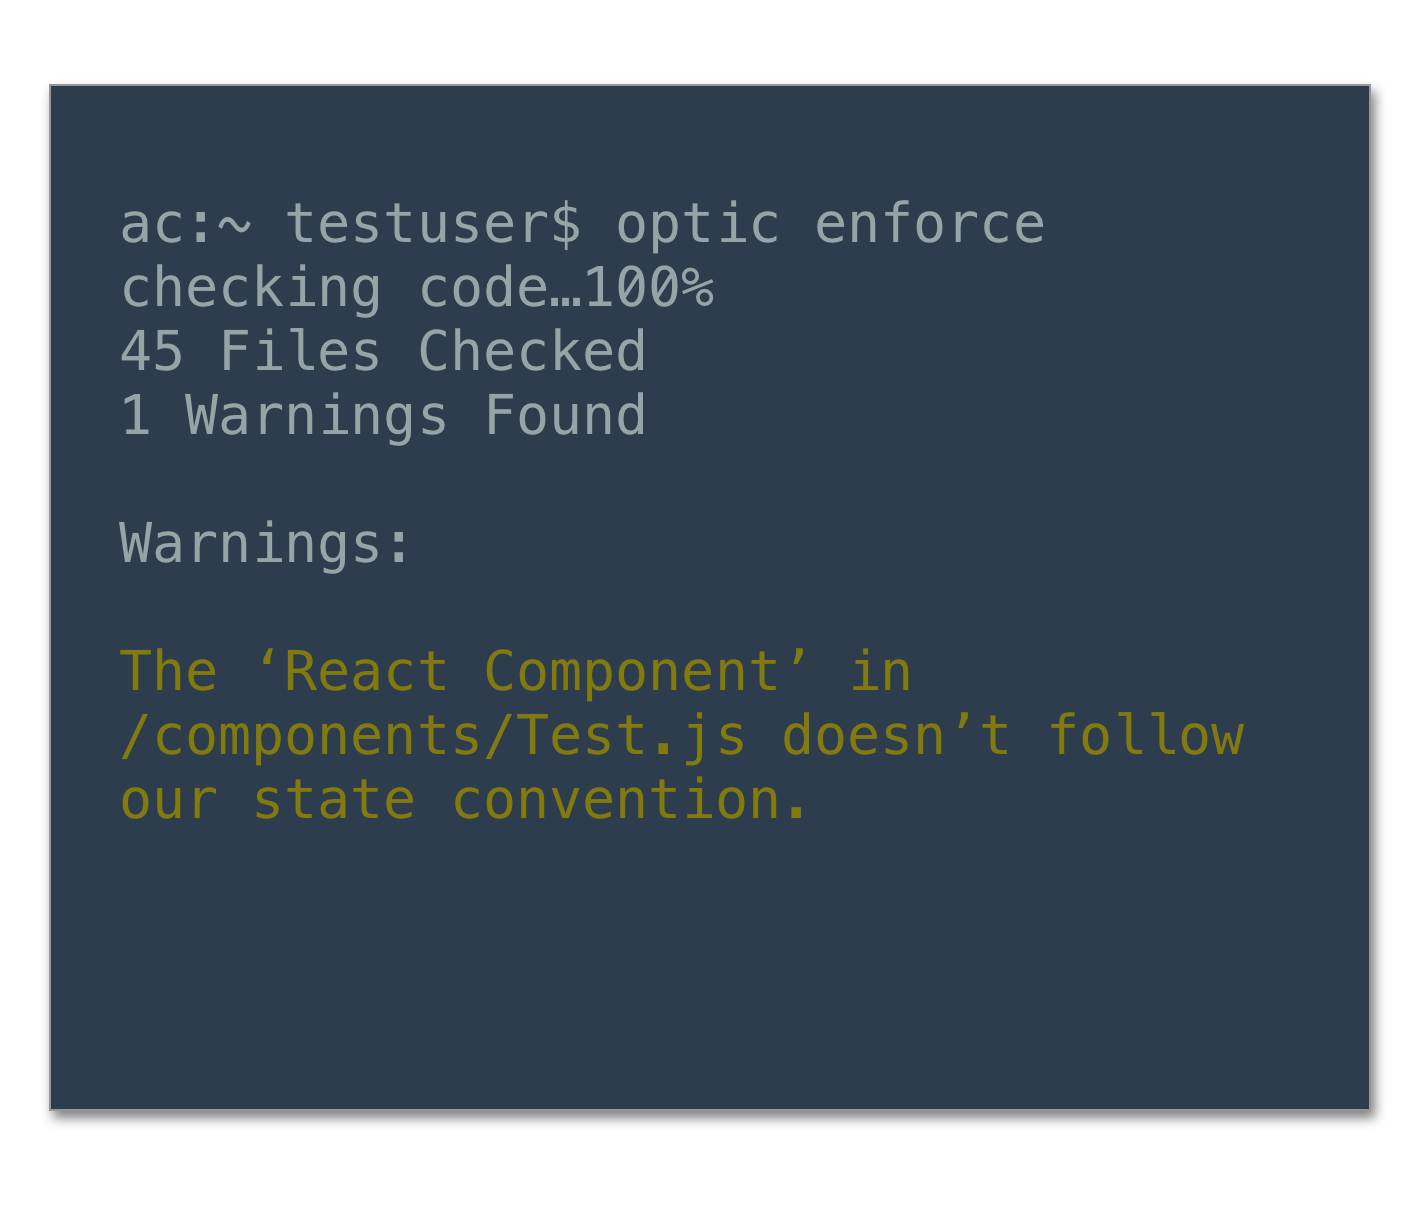 ac:~ testuser$ optic enforce
checking code…100%
45 Files Checked
1 Warnings Found
Warnings:
The ‘React Component’ in
/components/Test.js doesn’t follow
our state convention.